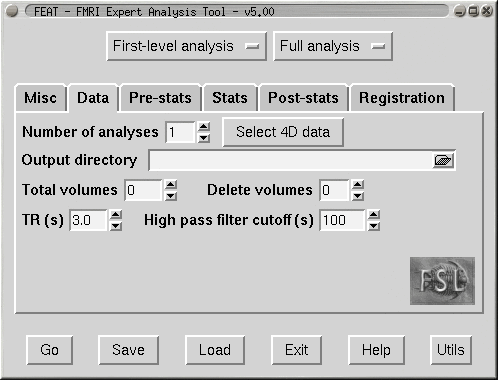 FEAT - FMRI Expert Analysis Tool - v5.00
First-level analysis Full analysis
Misc Data Pre-stats Stats Post-stats Registration
Number of analyses 1 Select 4D data
Output directory
Total volumes 0 Delete volumes 0
TR (s) 3.0 High pass filter cutoff (s) 100
FSL
Go Save Load Exit Help Utils